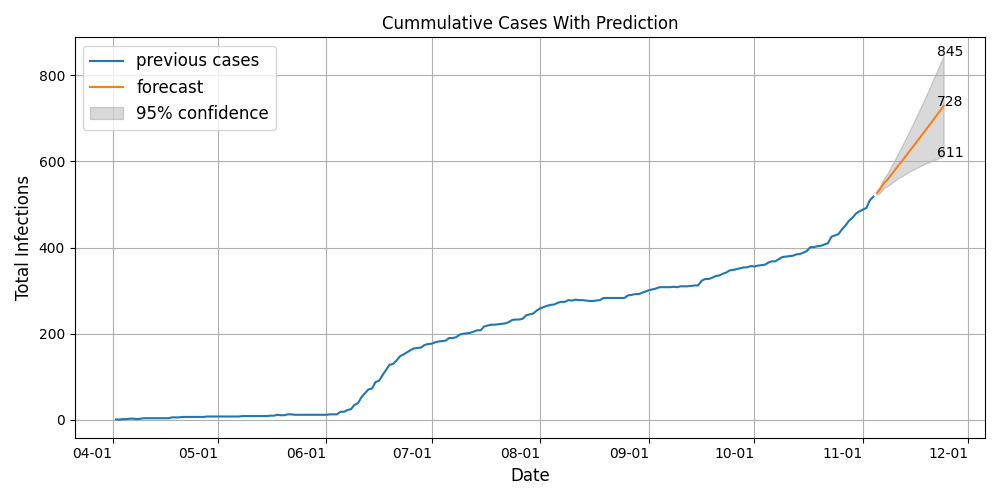 Cummulative Cases With Prediction
previous cases
forecast
95% confidence
845
728
611
Total Infections
800
600
400
200
0
04-01 05-01 06-01 07-01 08-01 09-01 10-01 11-01 12-01
Date